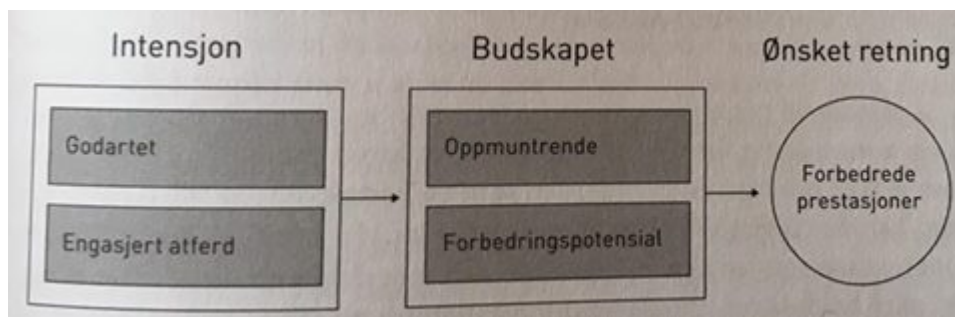 Intensjon
Budskapet
Ønsket retning
Godartet
Engasjert atferd
Oppmuntrende
Forbedringspotensial
Forbedrede
prestasjoner